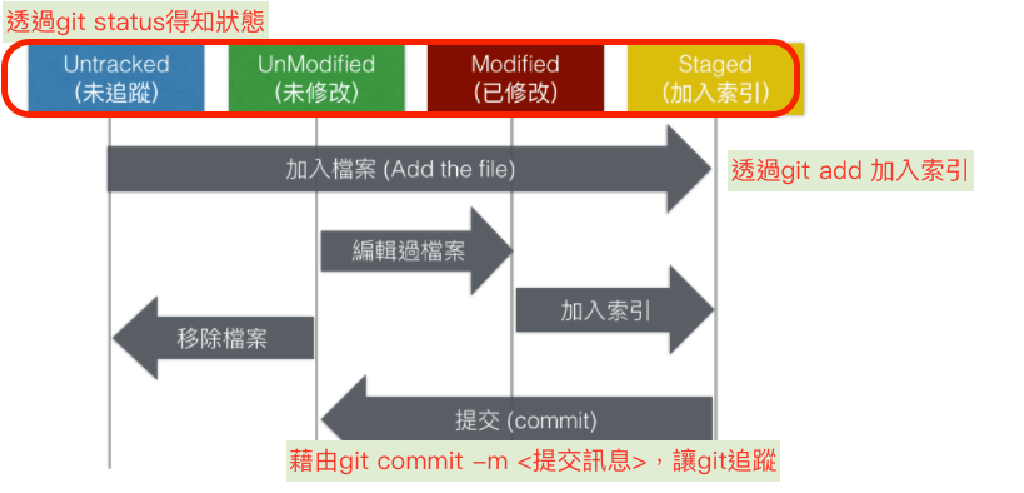 透過git status得知狀態
Untracked
(未追蹤)
UnModified
(未修改)
Modified
(已修改)
Staged
(加入索引)
加入檔案 (Add the file)
透過git add 加入索引
編輯過檔案
加入索引
移除檔案
提交 (commit)
藉由git commit –m <提交訊息>，讓git追蹤